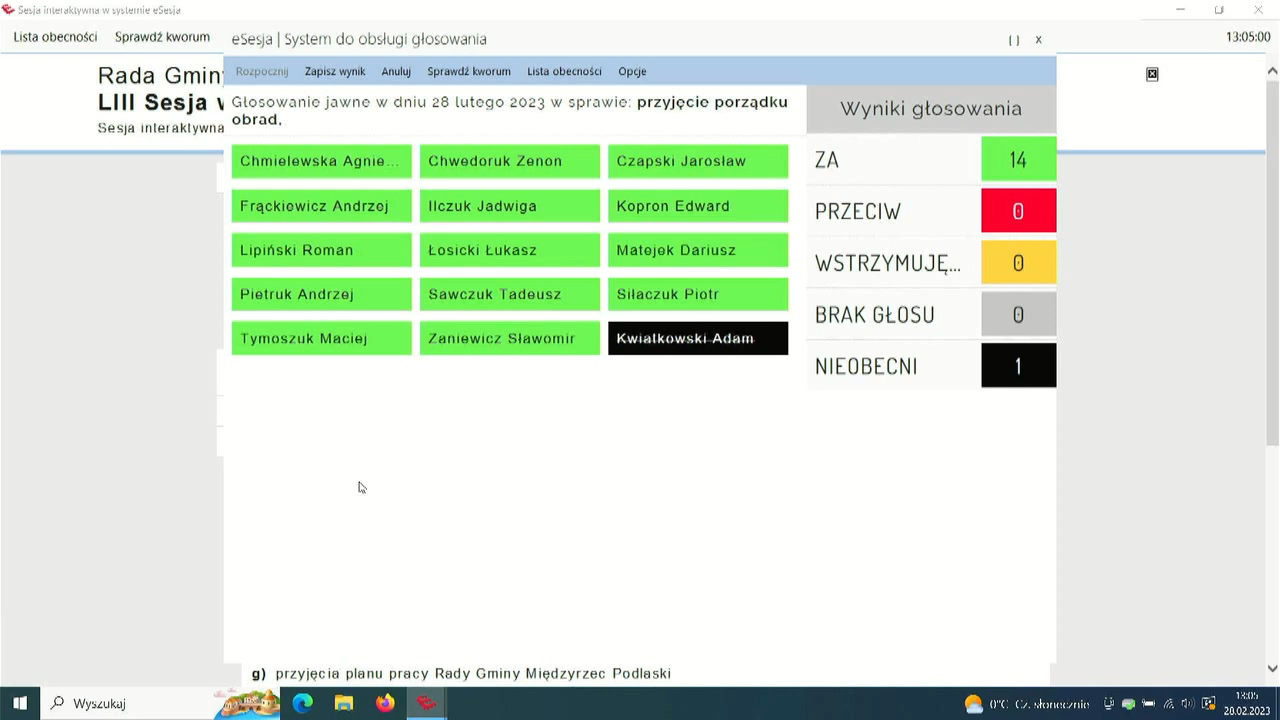 Sesja interaktywna w systemie eSesja
Lista obecności Sprawdź kworum
13:05:00
eSesja | System do obsługi głosowania
Rozpocznij Zapisz wynik Anuluj Sprawdź kworum Lista obecności Opcje
Rada Gminy
LIII Sesja w
Sesja interaktywna
Głosowanie jawne w dniu 28 lutego 2023 w sprawie: przyjęcie porządku
obrad,
Chmielewska Agnie... Chwedoruk Zenon Czapski Jarosław
Frąckiewicz Andrzej Ilczuk Jadwiga Kopron Edward
Lipiński Roman Łosicki Łukasz Matejek Dariusz
Pietruk Andrzej Sawczuk Tadeusz Siłaczuk Piotr
Tymoszuk Maciej Zaniewicz Sławomir Kwiatkowski Adam
Wyniki głosowania
ZA 14
PRZECIW 0
WSTRZYMUJĘ... 0
BRAK GŁOSU 0
NIEOBECNI 1
g) przyjęcia planu pracy Rady Gminy Międzyrzec Podlaski
Wyszukaj
0°C Cz. słonecznie
13:05
28.02.2023